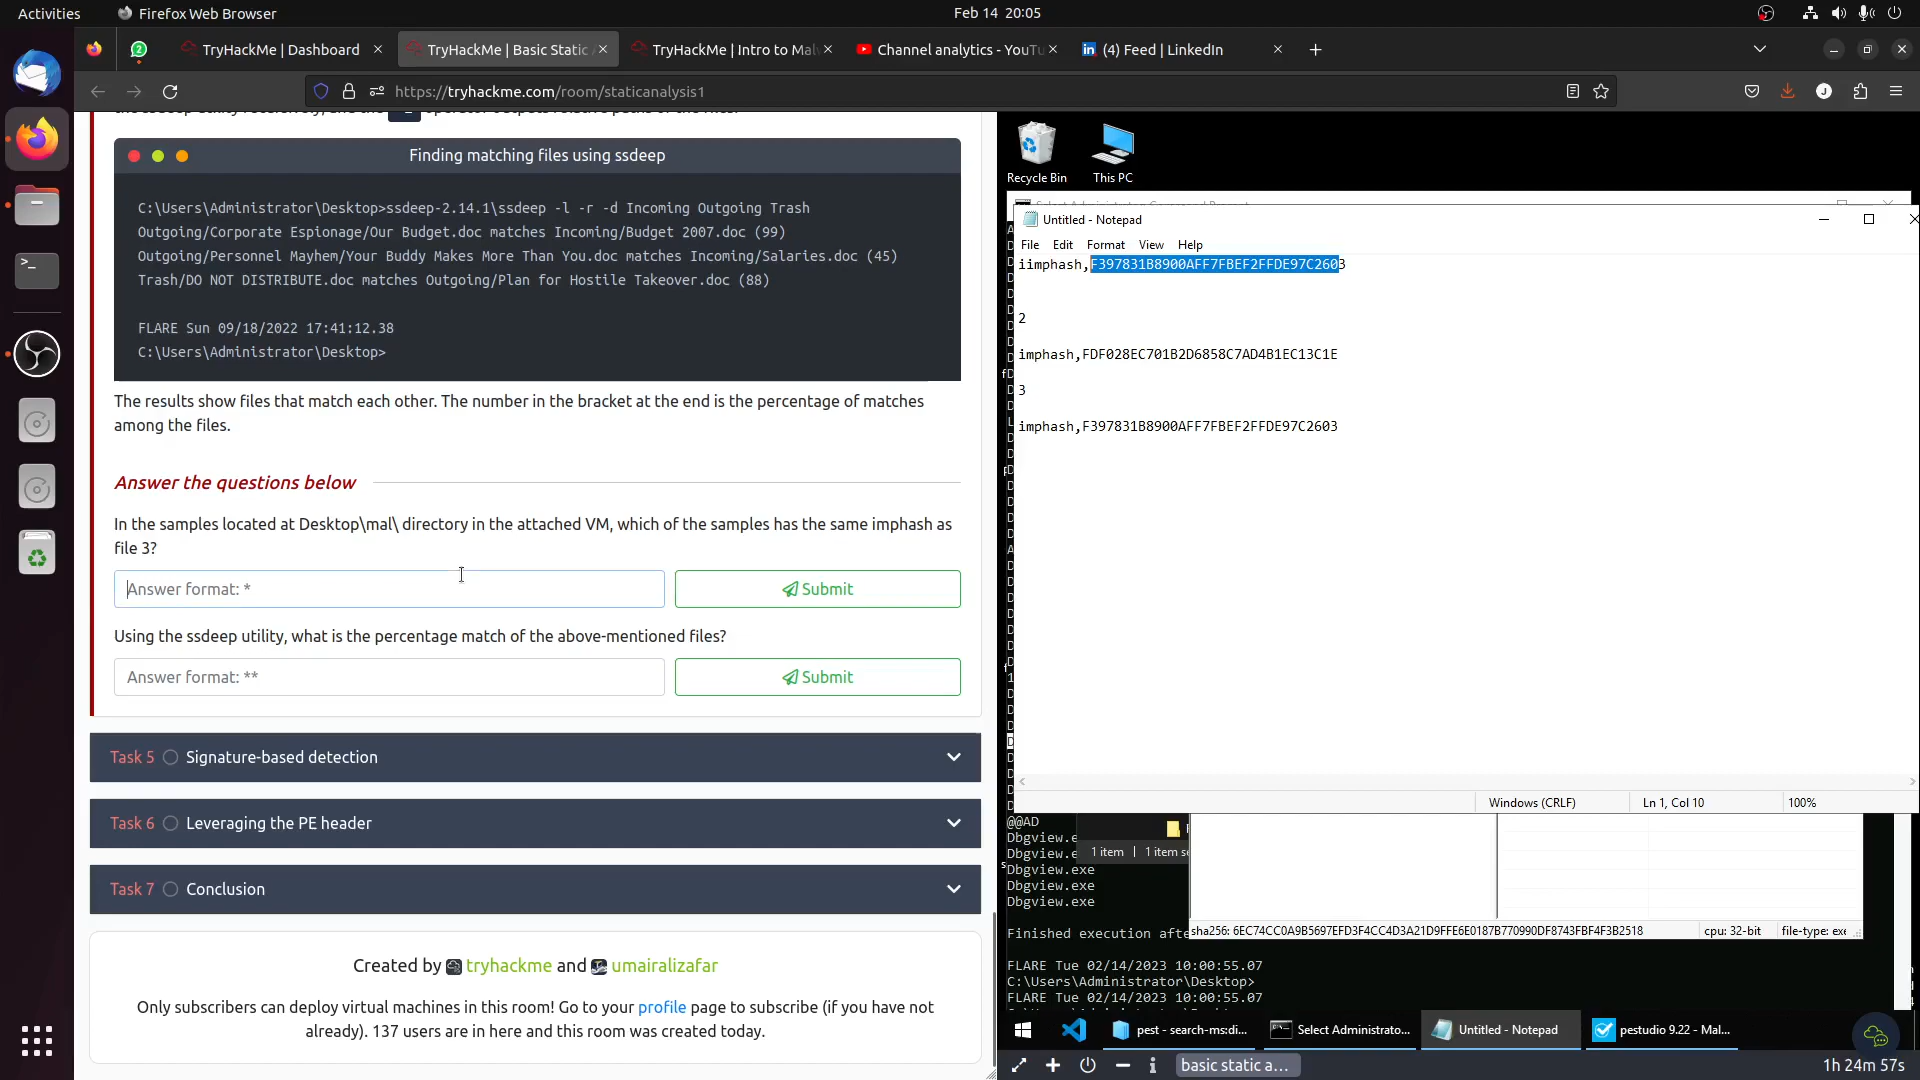 Activities
Firefox Web Browser
Feb 14 20:05
2
TryHackMe | Dashboard
TryHackMe | Basic Static
TryHackMe | Intro to Mal
Channel analytics - YouTu
(4) Feed | LinkedIn
https://tryhackme.com/room/staticanalysis1
J
Finding matching files using ssdeep
C:\Users\Administrator\Desktop>ssdeep-2.14.1\ssdeep -l -r -d Incoming Outgoing Trash
Outgoing/Corporate Espionage/Our Budget.doc matches Incoming/Budget 2007.doc (99)
Outgoing/Personnel Mayhem/Your Buddy Makes More Than You.doc matches Incoming/Salaries.doc (45)
Trash/DO NOT DISTRIBUTE.doc matches Outgoing/Plan for Hostile Takeover.doc (88)
FLARE Sun 09/18/2022 17:41:12.38
C:\Users\Administrator\Desktop>
The results show files that match each other. The number in the bracket at the end is the percentage of matches
among the files.
Answer the questions below
In the samples located at Desktop\mal\ directory in the attached VM, which of the samples has the same imphash as
file 3?
Answer format: *
Submit
Using the ssdeep utility, what is the percentage match of the above-mentioned files?
Answer format: **
Submit
Task 5 Signature-based detection
Task 6 Leveraging the PE header
Task 7 Conclusion
Created by tryhackme and umairalizafar
Only subscribers can deploy virtual machines in this room! Go to your profile page to subscribe (if you have not
already). 137 users are in here and this room was created today.
Recycle Bin
This PC
Untitled - Notepad
File Edit Format View Help
iimphash,F397831B8900AFF7FBEF2FFDE97C2603
2
imphash,FDF028EC701B2D6858C7AD4B1EC13C1E
3
imphash,F397831B8900AFF7FBEF2FFDE97C2603
Windows (CRLF)
Ln 1, Col 10
100%
@@AD
Dbgview.e
Dbgview.e
Dbgview.exe
Dbgview.exe
Dbgview.exe
1 item
1 item se
Finished execution afte
sha256: 6EC74CC0A9B5697EFD3F4CC4D3A21D9FFE6E0187B770990DF8743FBF4F3B2518
cpu: 32-bit
file-type: exe
FLARE Tue 02/14/2023 10:00:55.07
C:\Users\Administrator\Desktop>
FLARE Tue 02/14/2023 10:00:55.07
pest - search-ms:di...
Select Administrato...
Untitled - Notepad
pestudio 9.22 - Mal...
basic static a...
1h 24m 57s